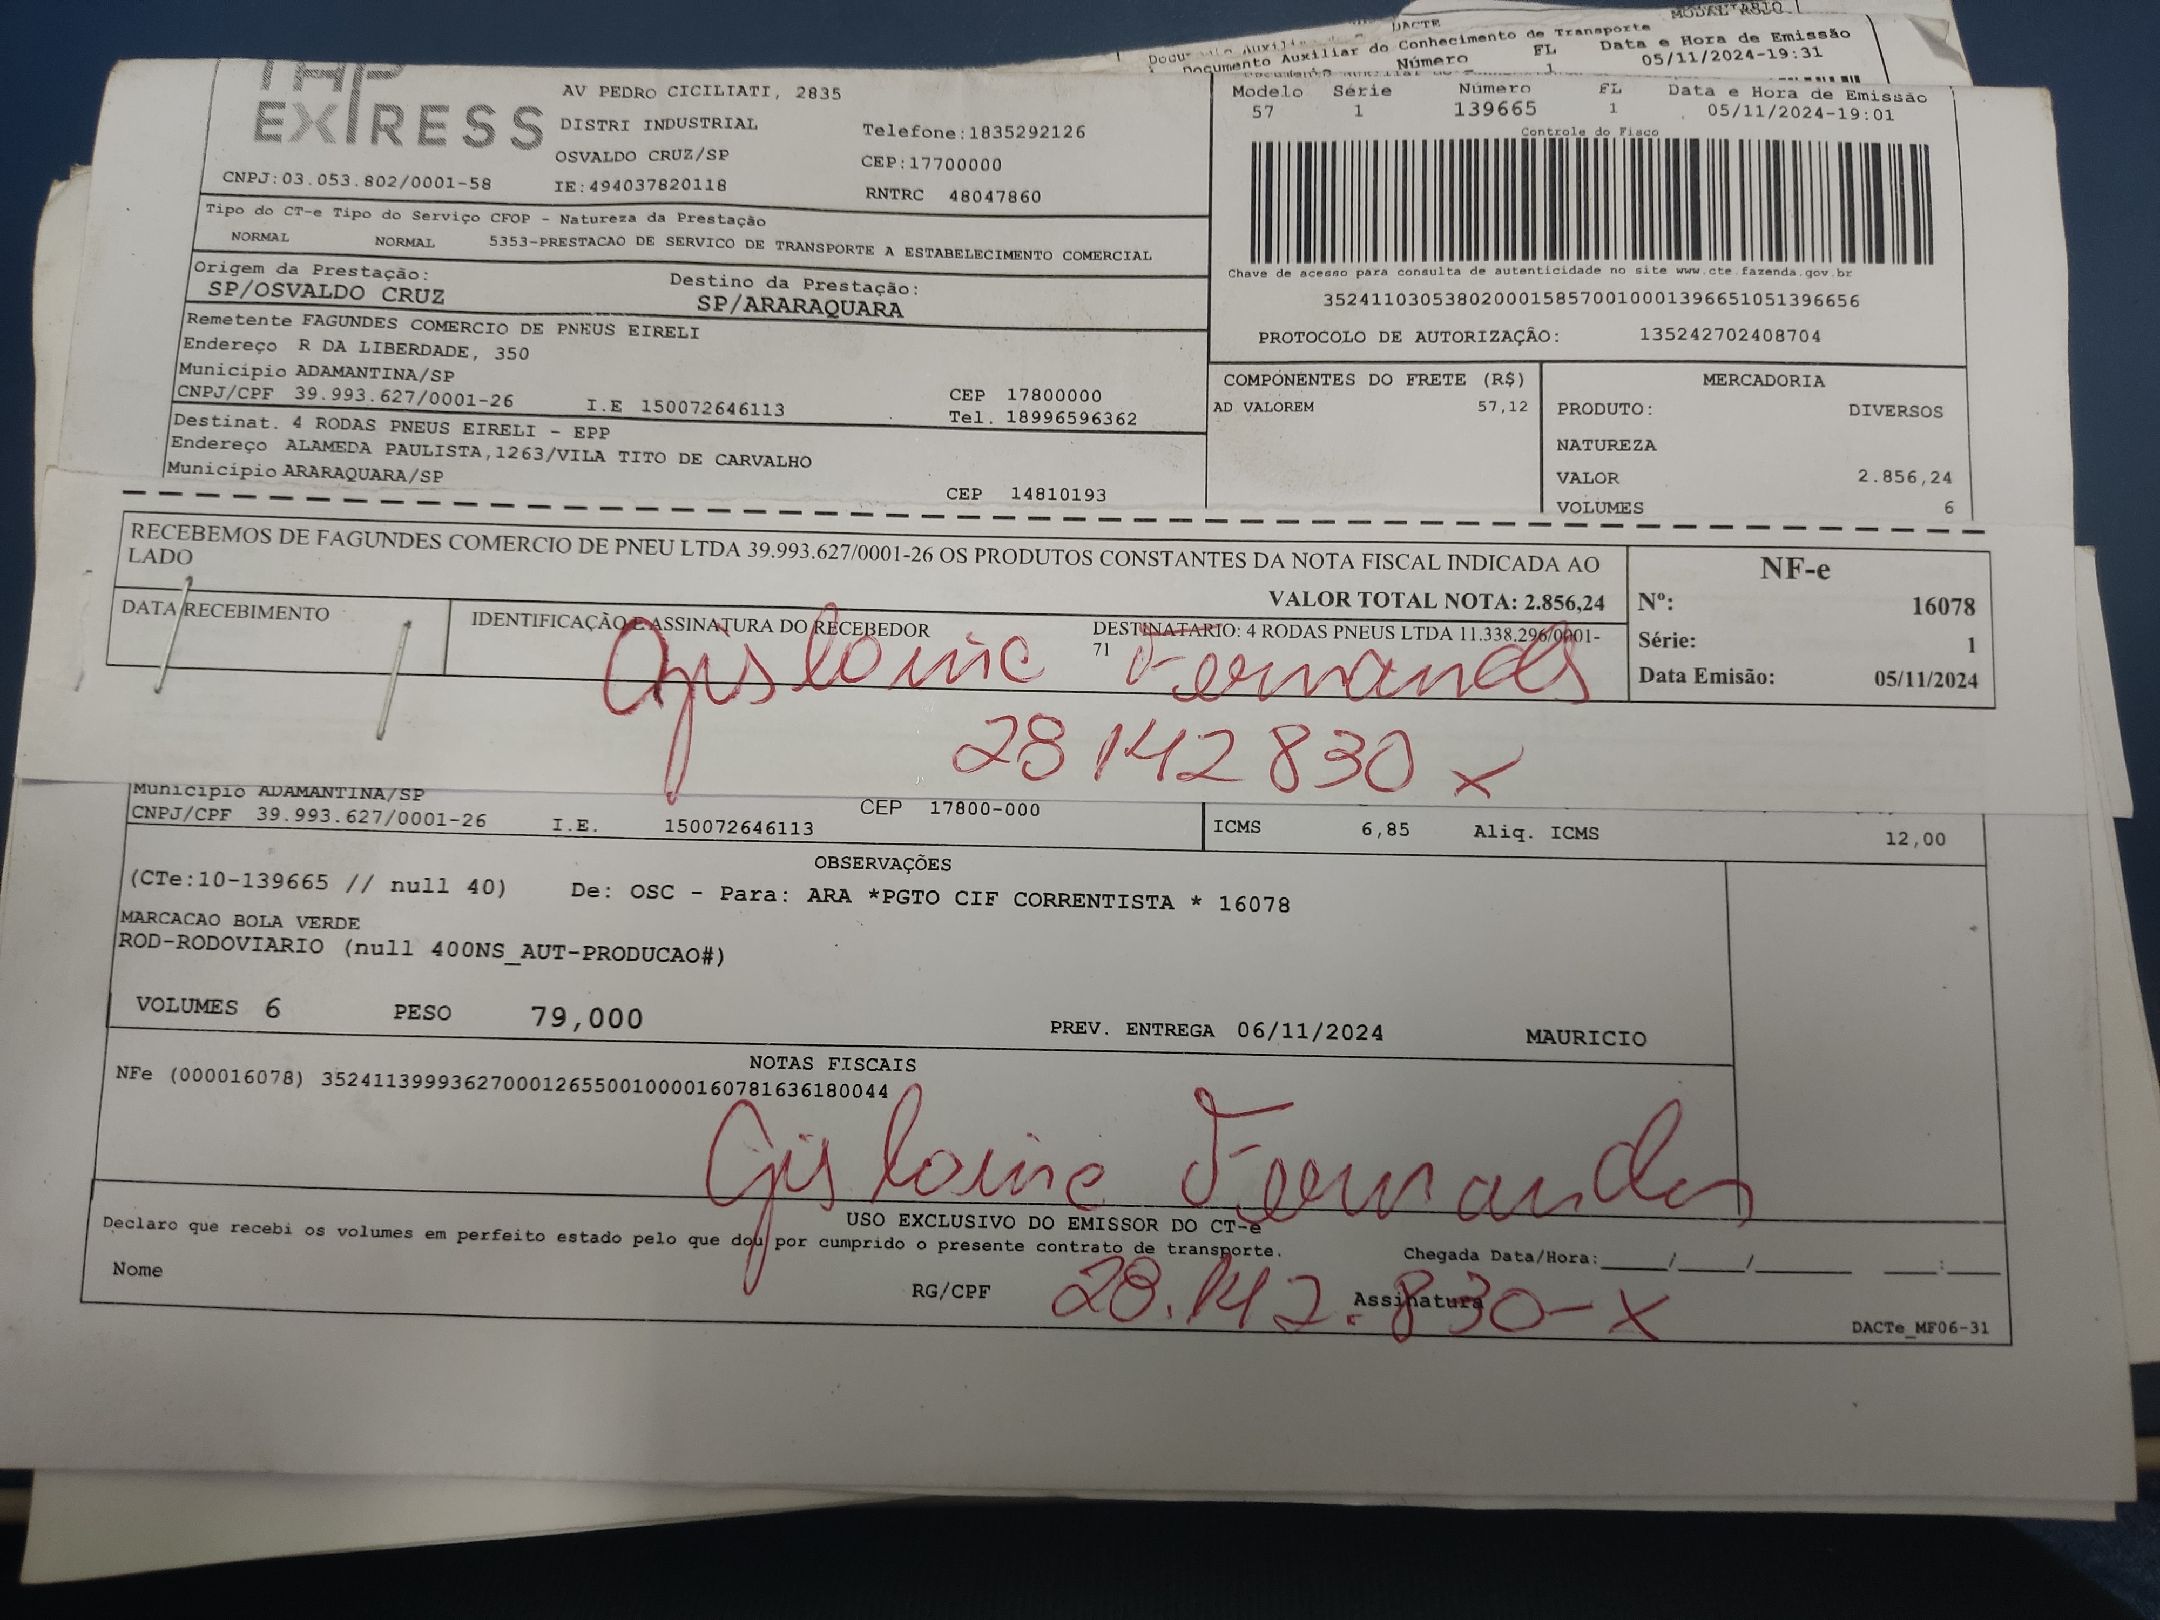 DACTE
Documento Auxiliar do Conhecimento de Transporte
Número FL Data e Hora de Emissão
1 05/11/2024-19:31
EXPRESS
AV PEDRO CICILIATI, 2835
DISTRI INDUSTRIAL Telefone:1835292126
OSVALDO CRUZ/SP CEP:17700000
CNPJ:03.053.802/0001-58 IE:494037820118 RNTRC 48047860
Modelo Série Número FL Data e Hora de Emissão
57 1 139665 1 05/11/2024-19:01
Controle do Fisco
Chave de acesso para consulta de autenticidade no site www.cte.fazenda.gov.br
35241103053802000158570010001396651051396656
PROTOCOLO DE AUTORIZAÇÃO: 135242702408704
Tipo do CT-e Tipo do Serviço CFOP - Natureza da Prestação
NORMAL NORMAL 5353-PRESTACAO DE SERVICO DE TRANSPORTE A ESTABELECIMENTO COMERCIAL
Origem da Prestação: Destino da Prestação:
SP/OSVALDO CRUZ SP/ARARAQUARA
Remetente FAGUNDES COMERCIO DE PNEUS EIRELI
Endereço R DA LIBERDADE, 350
Municipio ADAMANTINA/SP CEP 17800000
CNPJ/CPF 39.993.627/0001-26 I.E 150072646113 Tel. 18996596362
Destinat. 4 RODAS PNEUS EIRELI - EPP
Endereço ALAMEDA PAULISTA,1263/VILA TITO DE CARVALHO
Municipio ARARAQUARA/SP CEP 14810193
COMPONENTES DO FRETE (R$)
AD VALOREM 57,12
MERCADORIA
PRODUTO: DIVERSOS
NATUREZA
VALOR 2.856,24
VOLUMES 6
RECEBEMOS DE FAGUNDES COMERCIO DE PNEU LTDA 39.993.627/0001-26 OS PRODUTOS CONSTANTES DA NOTA FISCAL INDICADA AO
LADO
VALOR TOTAL NOTA: 2.856,24
DATA RECEBIMENTO
IDENTIFICAÇÃO E ASSINATURA DO RECEBEDOR
DESTINATARIO: 4 RODAS PNEUS LTDA 11.338.296/0001-
71
NF-e
Nº: 16078
Série: 1
Data Emisão: 05/11/2024
Gislaine Fernands
28142830x
Municipio ADAMANTINA/SP CEP 17800-000
CNPJ/CPF 39.993.627/0001-26 I.E. 150072646113
ICMS 6,85 Aliq. ICMS 12,00
OBSERVAÇÕES
(CTe:10-139665 // null 40) De: OSC - Para: ARA *PGTO CIF CORRENTISTA * 16078
MARCACAO BOLA VERDE
ROD-RODOVIARIO (null 400NS_AUT-PRODUCAO#)
VOLUMES 6 PESO 79,000 PREV. ENTREGA 06/11/2024 MAURICIO
NOTAS FISCAIS
NFe (000016078) 35241139993627000126550010000160781636180044
Gislaine Fernandes
USO EXCLUSIVO DO EMISSOR DO CT-e
Declaro que recebi os volumes em perfeito estado pelo que dou por cumprido o presente contrato de transporte. Chegada Data/Hora:____/____/______ ___:___
Nome RG/CPF 28.142.830-x Assinatura
DACTe_MF06-31